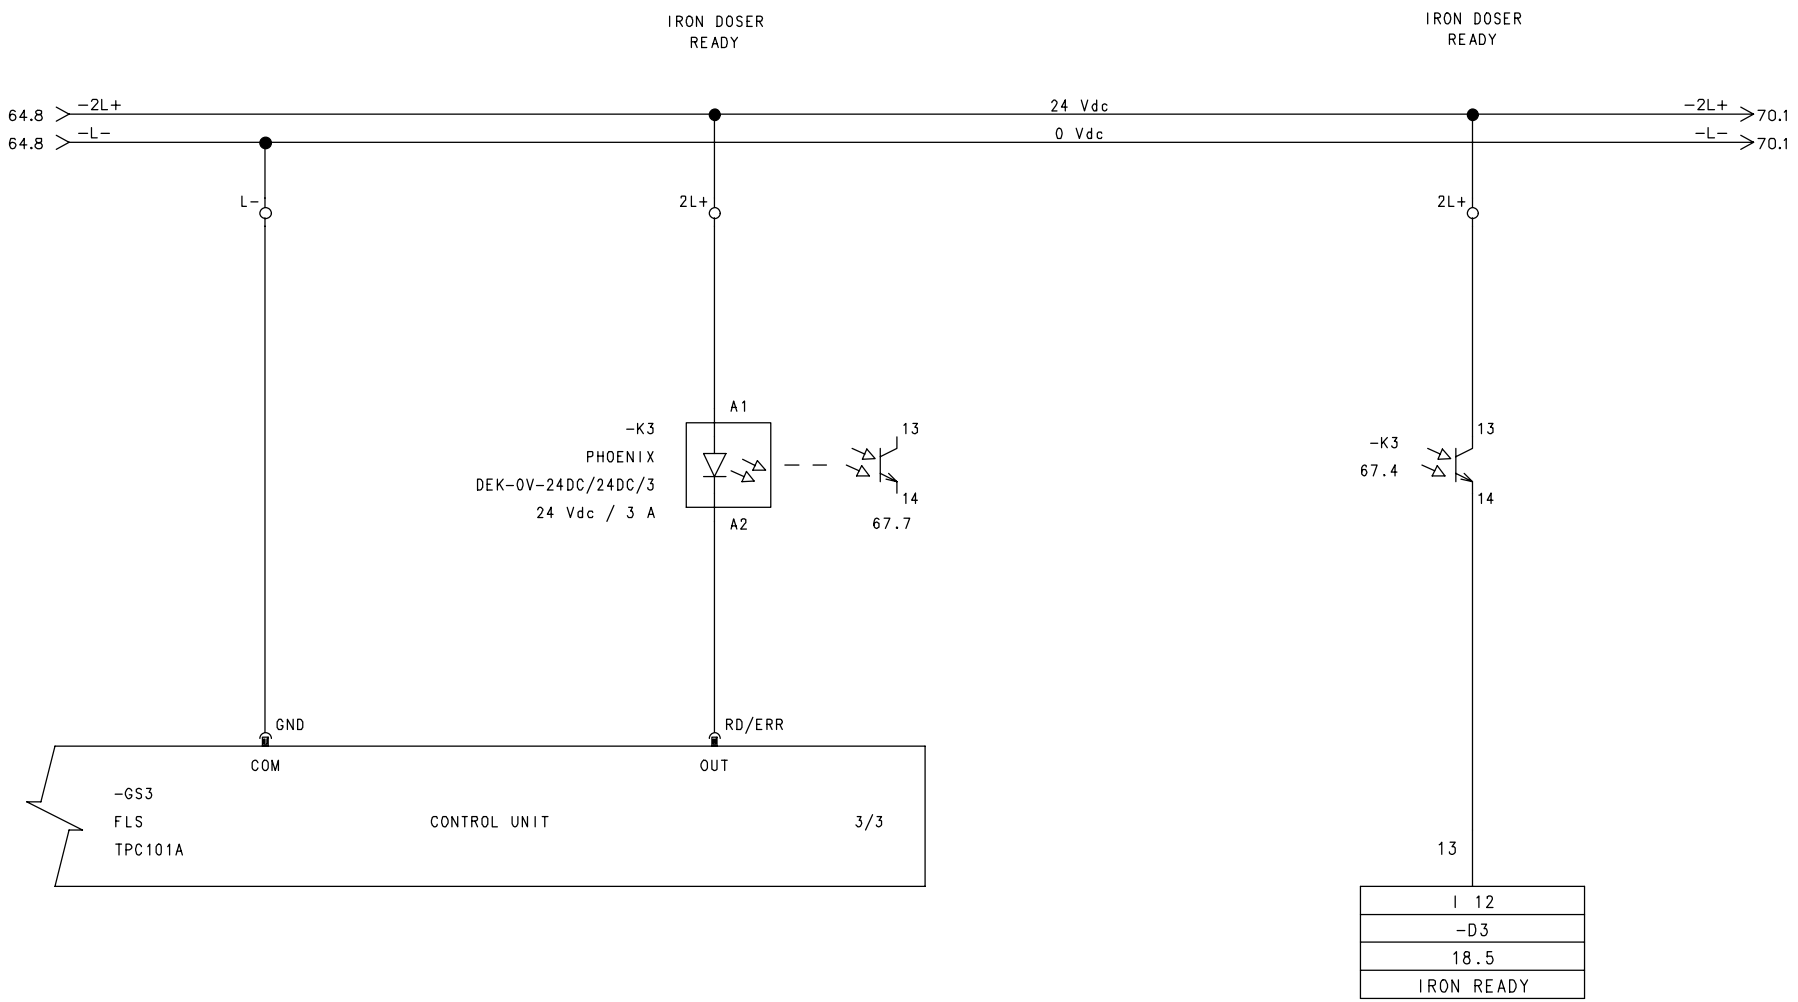 IRON DOSER
READY
IRON DOSER
READY
64.8 -2L+ 24 Vdc -2L+ 70.1
64.8 -L- 0 Vdc -L- 70.1
L- 2L+ 2L+
A1
-K3
PHOENIX
DEK-0V-24DC/24DC/3
24 Vdc / 3 A
A2
13
14
67.7
-K3
67.4
13
14
GND RD/ERR
COM OUT
-GS3
FLS CONTROL UNIT 3/3
TPC101A
13
I 12
-D3
18.5
IRON READY